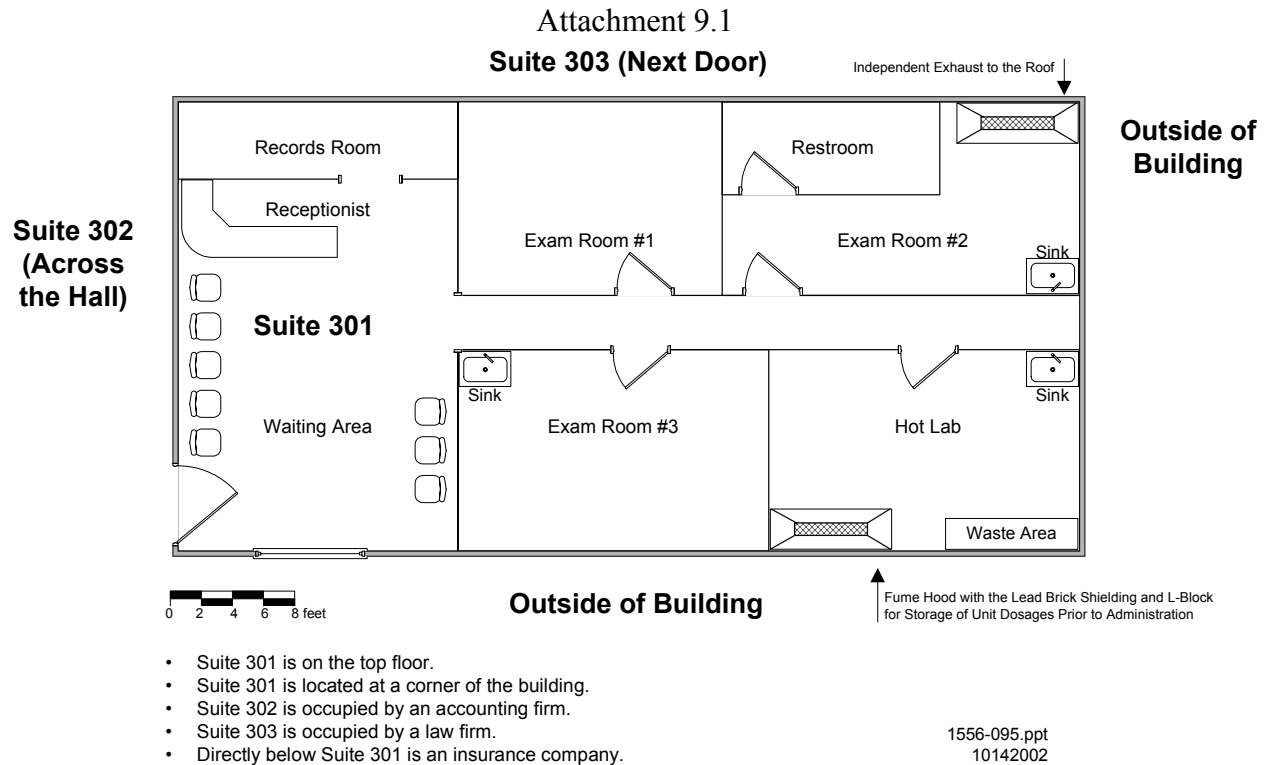 Attachment 9.1
Suite 303 (Next Door)
Independent Exhaust to the Roof
Outside of
Building
Records Room
Restroom
Receptionist
Suite 302
(Across
the Hall)
Exam Room #1
Exam Room #2
Sink
Suite 301
Sink
Sink
Waiting Area
Exam Room #3
Hot Lab
Waste Area
0 2 4 6 8 feet
Outside of Building
Fume Hood with the Lead Brick Shielding and L-Block
for Storage of Unit Dosages Prior to Administration
• Suite 301 is on the top floor.
• Suite 301 is located at a corner of the building.
• Suite 302 is occupied by an accounting firm.
• Suite 303 is occupied by a law firm.
• Directly below Suite 301 is an insurance company.
1556-095.ppt
10142002